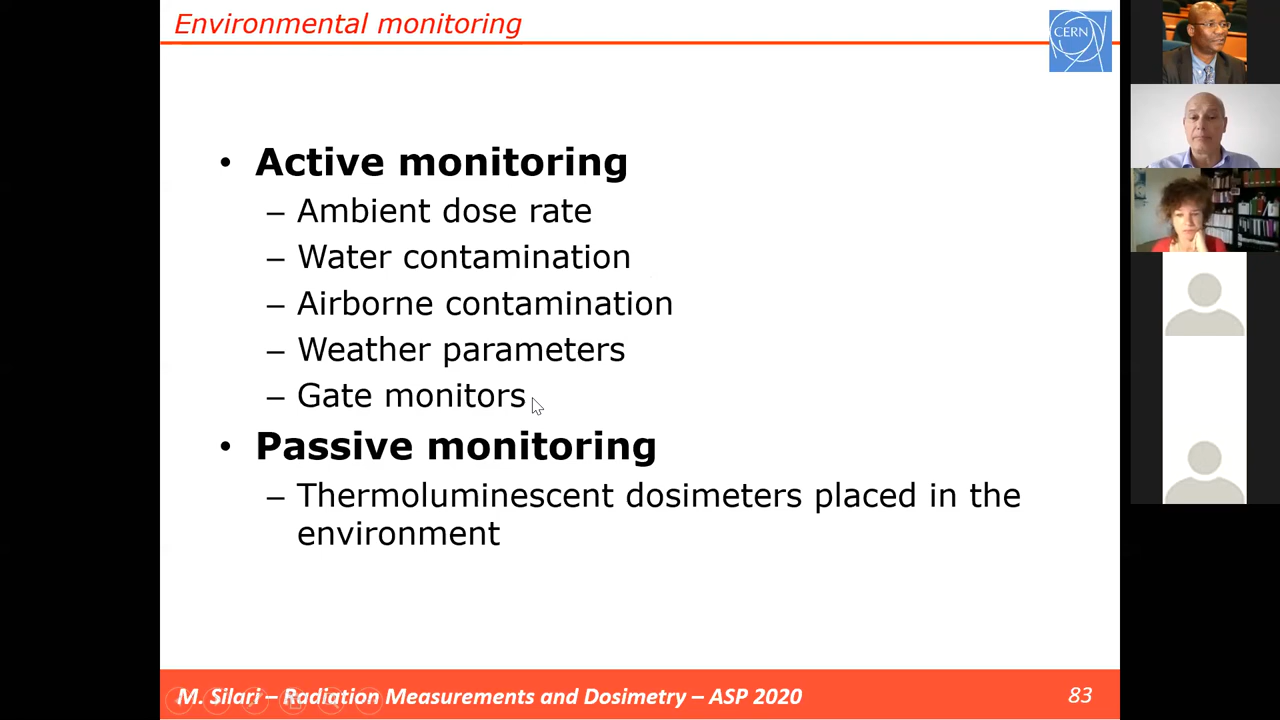 Environmental monitoring
CERN
• Active monitoring
– Ambient dose rate
– Water contamination
– Airborne contamination
– Weather parameters
– Gate monitors
• Passive monitoring
– Thermoluminescent dosimeters placed in the
environment
M. Silari – Radiation Measurements and Dosimetry – ASP 2020
83